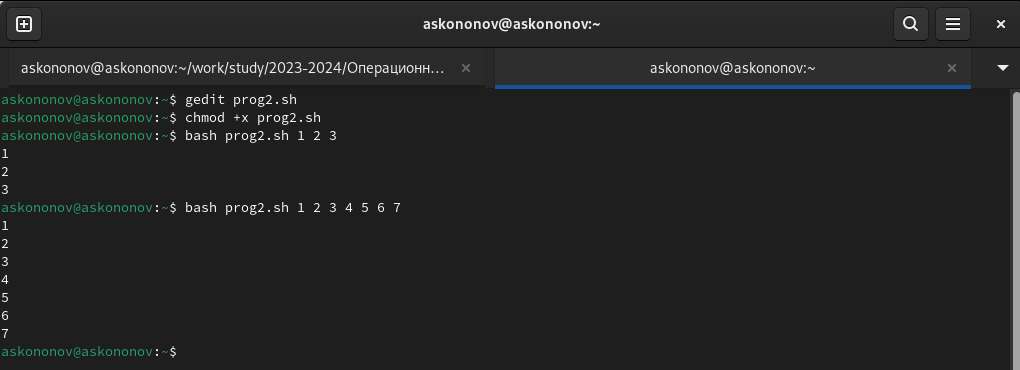 askononov@askononov:~
askononov@askononov:~/work/study/2023-2024/Операционн...
askononov@askononov:~
askononov@askononov:~$ gedit prog2.sh
askononov@askononov:~$ chmod +x prog2.sh
askononov@askononov:~$ bash prog2.sh 1 2 3
1
2
3
askononov@askononov:~$ bash prog2.sh 1 2 3 4 5 6 7
1
2
3
4
5
6
7
askononov@askononov:~$